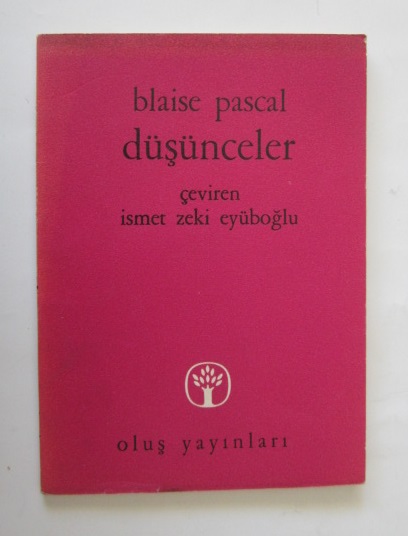 blaise pascal
düşünceler
çeviren
ismet zeki eyüboğlu
oluş yayınları